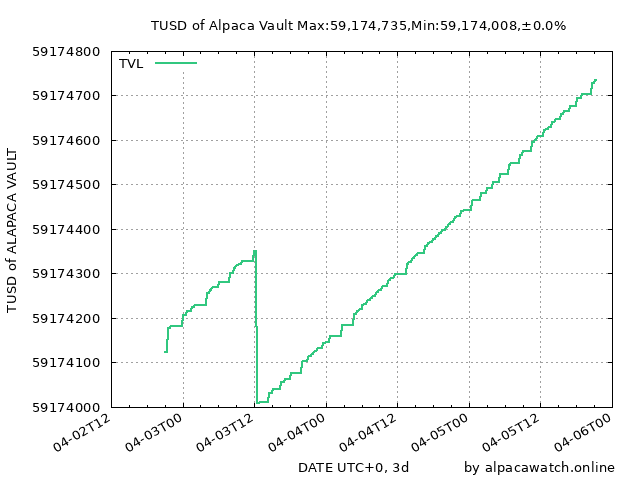 TUSD of Alpaca Vault Max:59,174,735,Min:59,174,008,±0.0%
TVL
59174800
59174700
59174600
59174500
59174400
59174300
59174200
59174100
59174000
TUSD of ALAPACA VAULT
04-02T12
04-03T00
04-03T12
04-04T00
04-04T12
04-05T00
04-05T12
04-06T00
DATE UTC+0, 3d
by alpacawatch.online